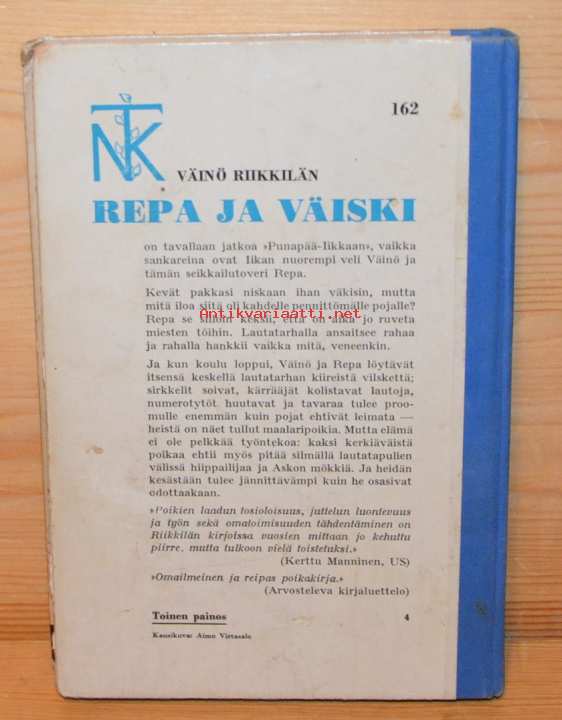 NTK
162
VÄINÖ RIIKKILÄN
REPA JA VÄISKI
on tavallaan jatkoa »Punapää-Iikkaan», vaikka
sankareina ovat Iikan nuorempi veli Väinö ja
tämän seikkailutoveri Repa.
Kevät pakkasi niskaan ihan väkisin, mutta
mitä iloa siitä oli kahdelle pennittömälle pojalle?
Repa se silloin keksii, että on aika jo ruveta
miesten töihin. Lautatarhalla ansaitsee rahaa
ja rahalla hankkii vaikka mitä, veneenkin.
Antikvariaatti.net
Ja kun koulu loppui, Väinö ja Repa löytävät
itsensä keskellä lautatarhan kiireistä vilskettä;
sirkkelit soivat, kärrääjät kolistavat lautoja,
numerotytöt huutavat ja tavaraa tulee proo-
mulle enemmän kuin pojat ehtivät leimata —
heistä on näet tullut maalaripoikia. Mutta elämä
ei ole pelkkää työntekoa: kaksi kerkiäväistä
poikaa ehtii myös pitää silmällä lautatapulien
välissä hiippailijaa ja Askon mökkiä. Ja heidän
kesästään tulee jännittävämpi kuin he osasivat
odottaakaan.
»Poikien laadun tosioloisuus, juttelun luontevuus
ja työn sekä omatoimisuuden tähdentäminen on
Riikkilän kirjoissa vuosien mittaan jo kehuttu
piirre, mutta tulkoon vielä toistetuksi.»
(Kerttu Manninen, US)
»Omailmeinen ja reipas poikakirja.»
(Arvosteleva kirjaluettelo)
Toinen painos
4
Kansikuva: Aimo Virtasalo